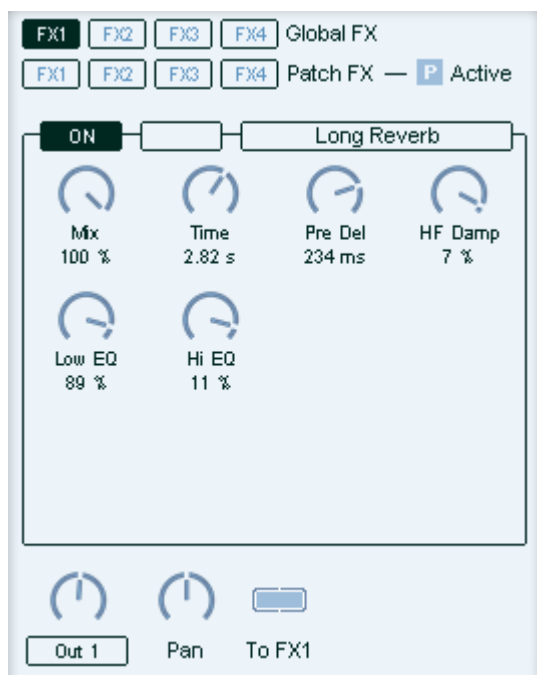 FX1 FX2 FX3 FX4 Global FX
FX1 FX2 FX3 FX4 Patch FX — P Active
ON Long Reverb
Mix Time Pre Del HF Damp
100 % 2.82 s 234 ms 7 %
Low EQ Hi EQ
89 % 11 %
Out 1 Pan To FX1